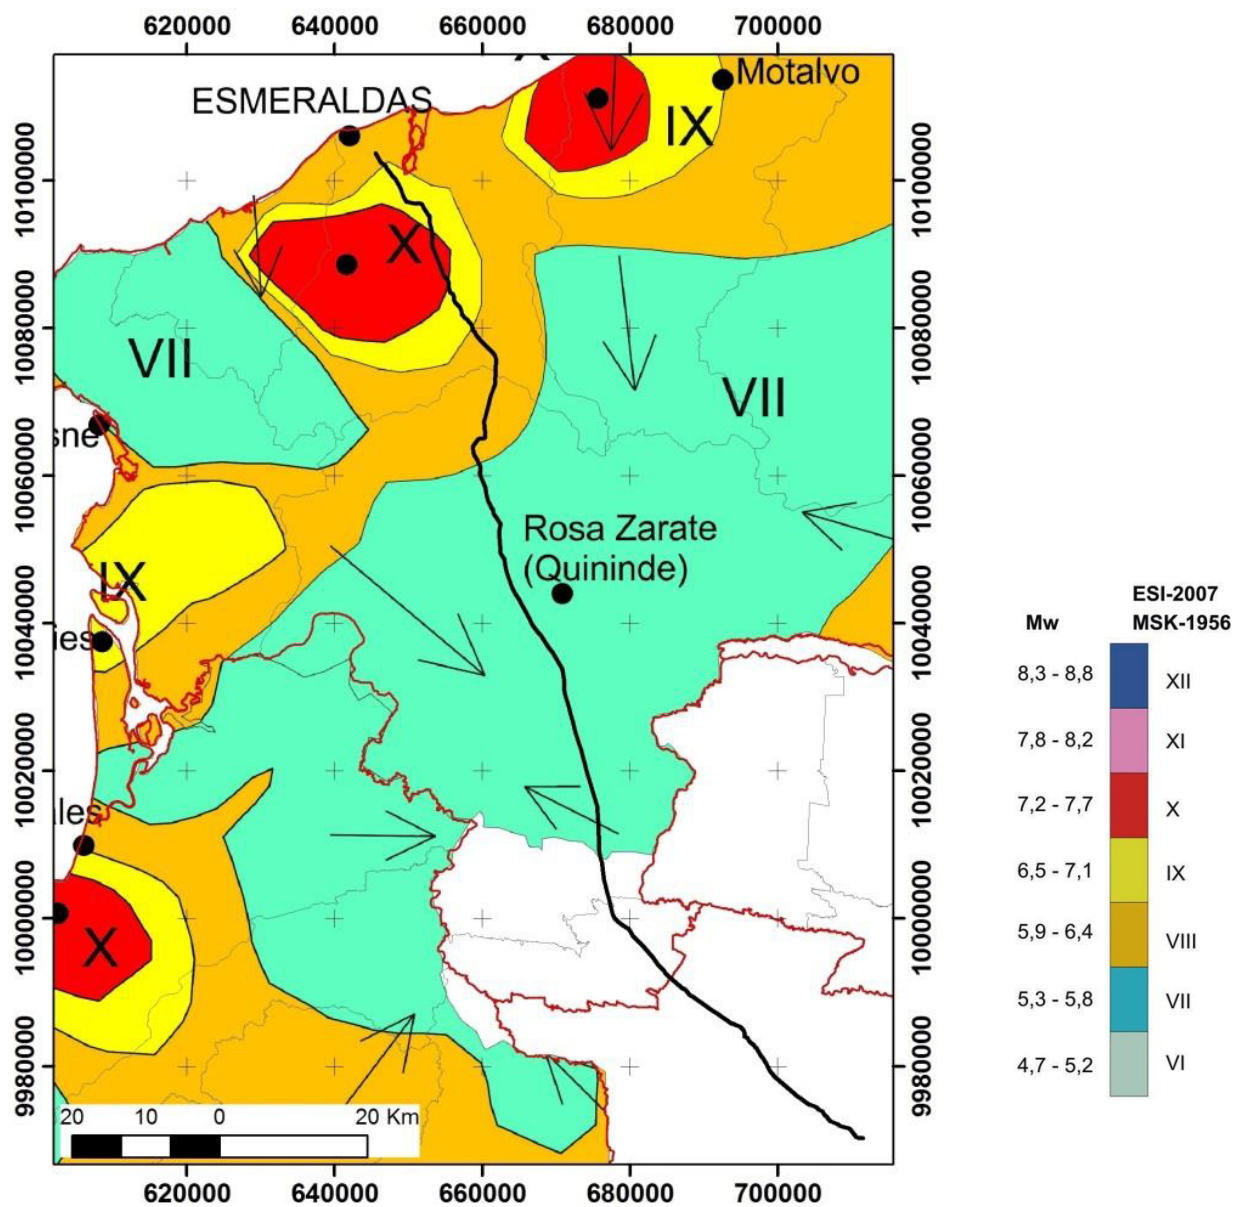 620000 640000 660000 680000 700000
Motalvo
ESMERALDAS
IX
X
VII
VII
sne
Rosa Zarate
(Quininde)
IX
les
X
10100000
10080000
10060000
10040000
10020000
10000000
9980000
10100000
10080000
10060000
10040000
10020000
10000000
9980000
20 10 0 20 Km
620000 640000 660000 680000 700000
ESI-2007
Mw MSK-1956
8,3 - 8,8 XII
7,8 - 8,2 XI
7,2 - 7,7 X
6,5 - 7,1 IX
5,9 - 6,4 VIII
5,3 - 5,8 VII
4,7 - 5,2 VI